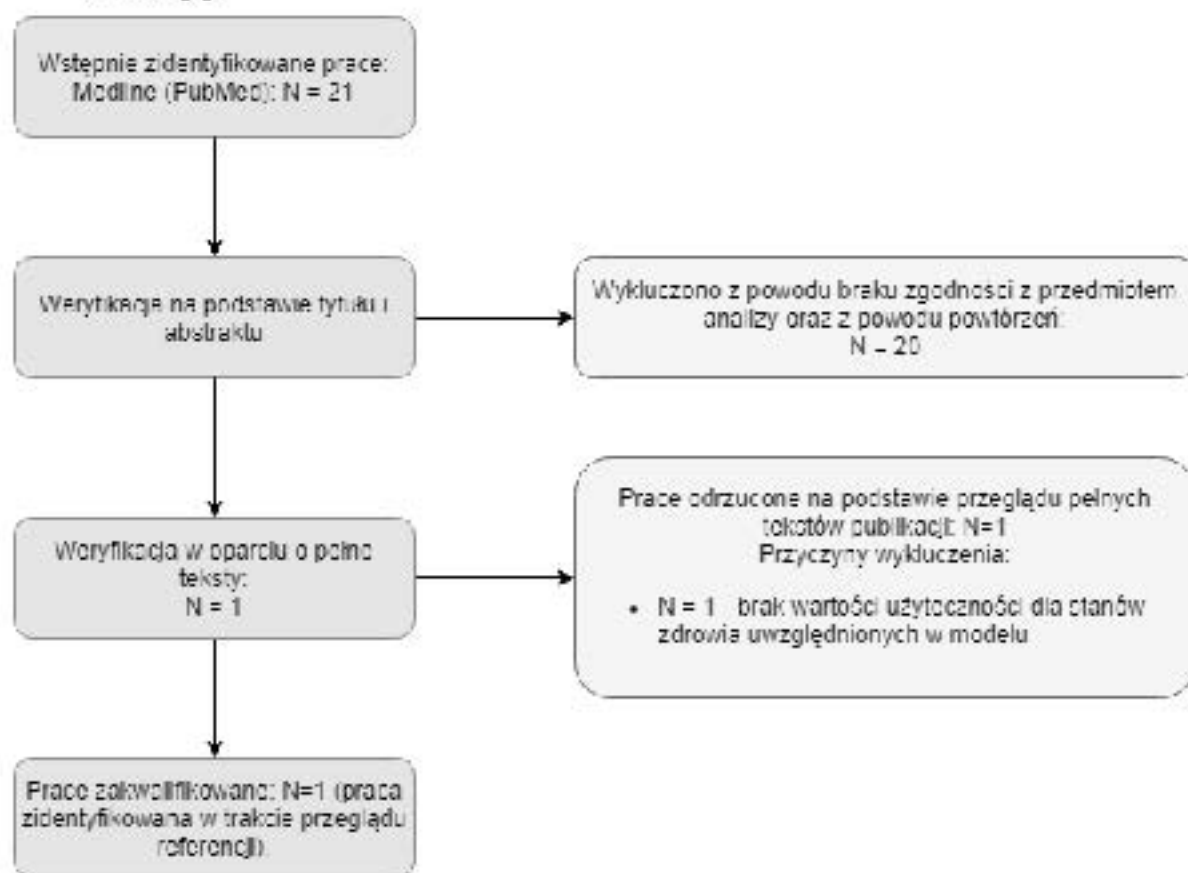 Wstępnie zidentyfikowane prace:
Medline (PubMed): N = 21
Weryfikacja na podstawie tytułu i
abstraktu
Wykluczono z powodu braku zgodności z przedmiotem
analizy oraz z powodu powtórzeń:
N = 20
Weryfikacja w oparciu o pełne
teksty:
N = 1
Prace odrzucone na podstawie przeglądu pełnych
tekstów publikacji: N=1
Przyczyny wykluczenia:
• N = 1 brak wartości użyteczności dla stanów
zdrowia uwzględnionych w modelu
Prace zakwalifikowane: N=1 (praca
zidentyfikowana w trakcie przeglądu
referencji).